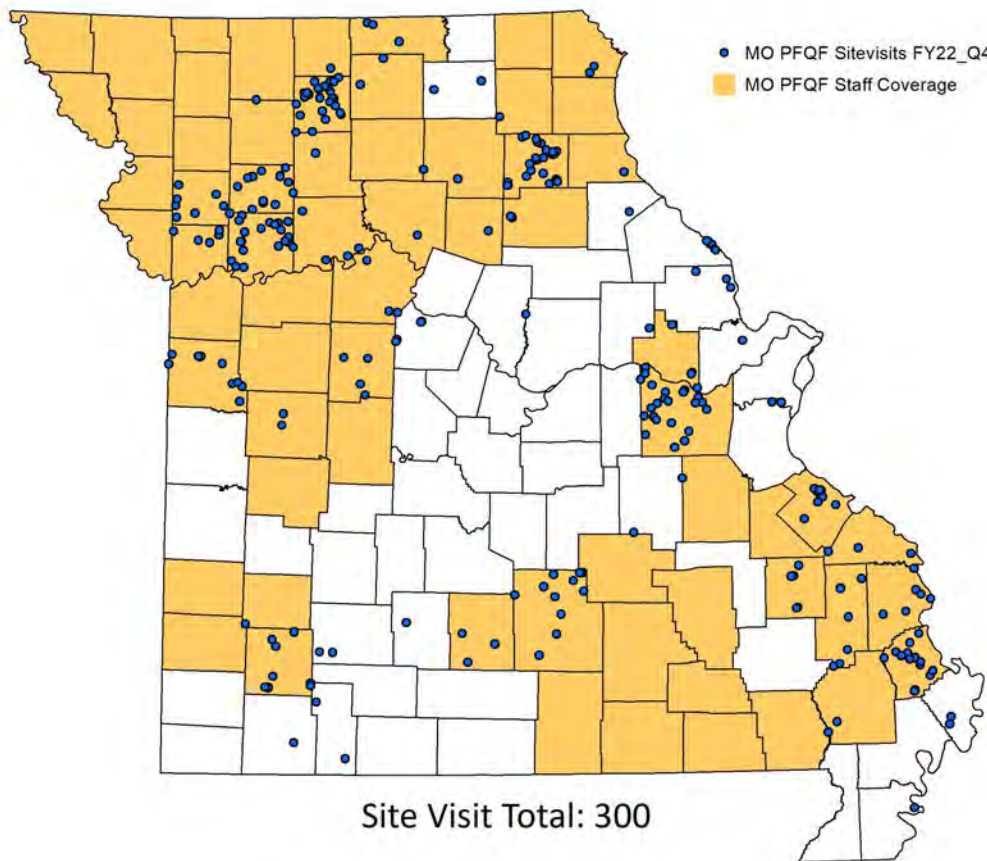 MO PFQF Sitevisits FY22_Q4
MO PFQF Staff Coverage
Site Visit Total: 300